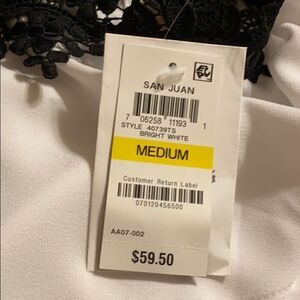 SAN JUAN
7 06258 11193 1
STYLE 40739TS
BRIGHT WHITE
MEDIUM
Customer Return Label
070120456500
AA07-002
$59.50